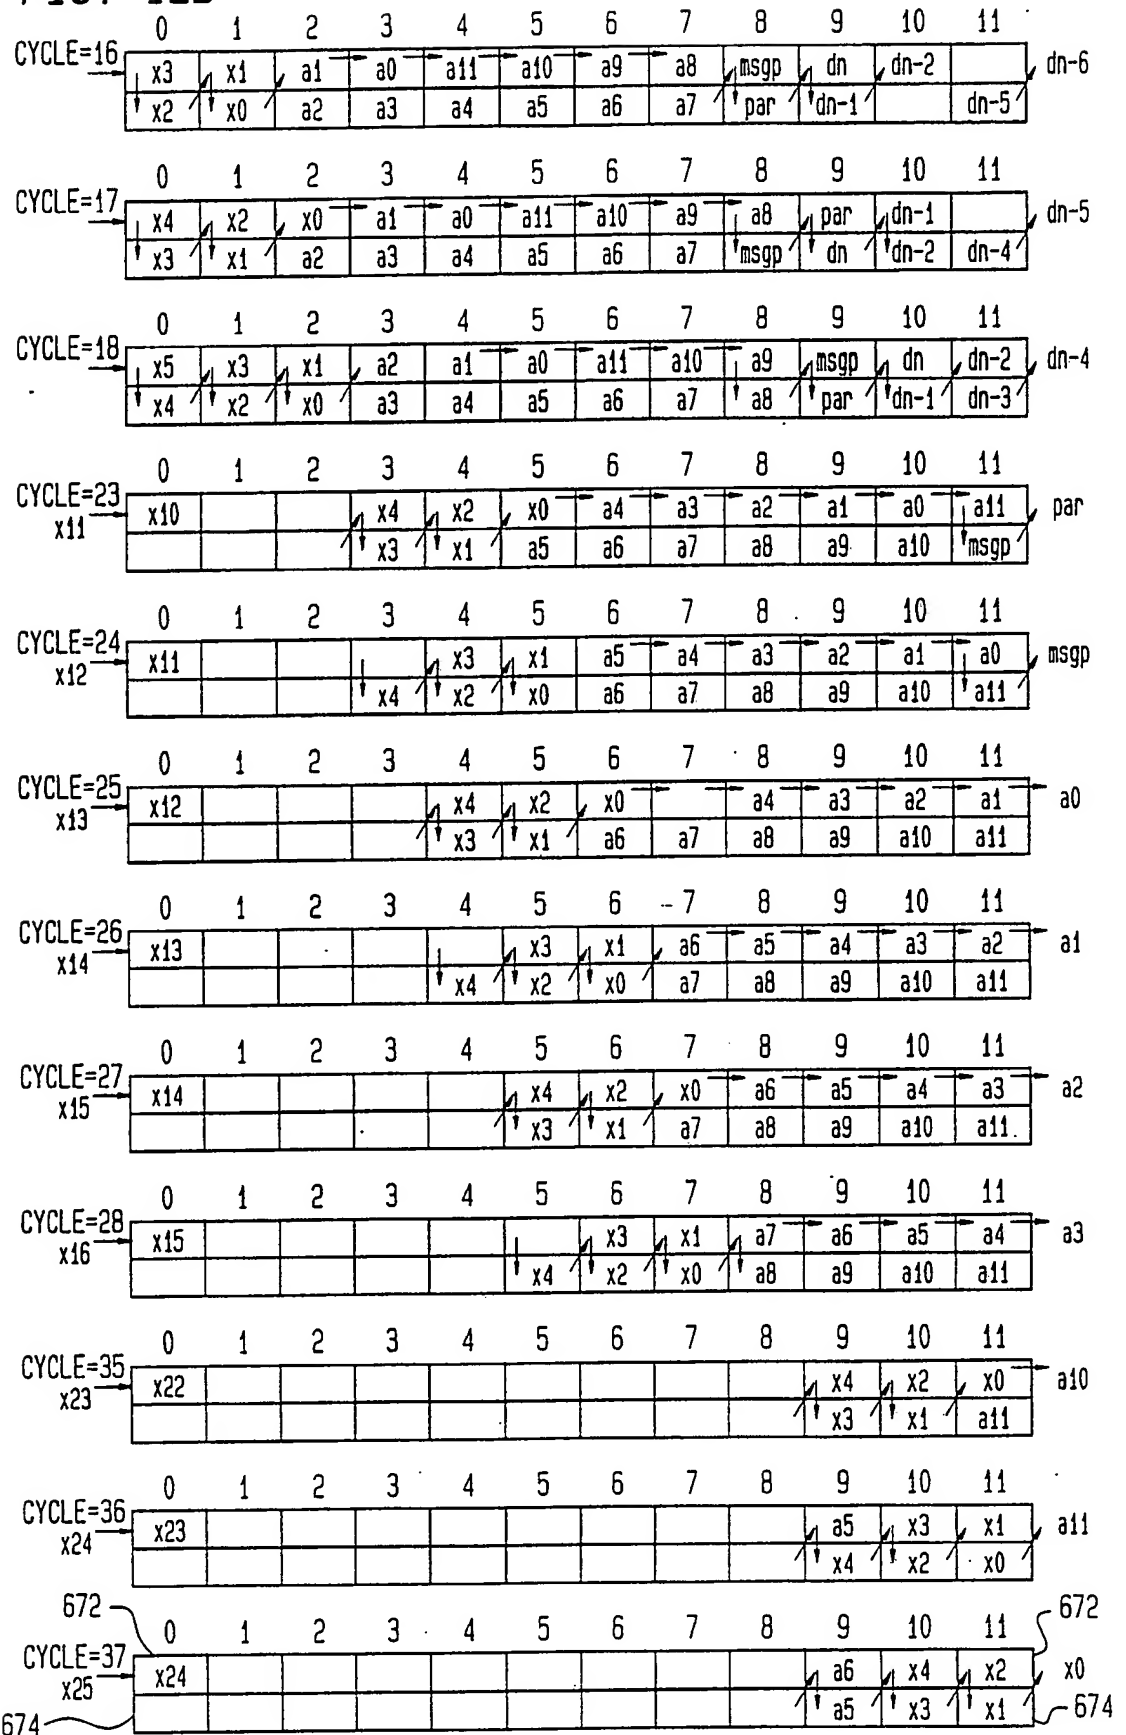 0 1 2 3 4 5 6 7 8 9 10 11
CYCLE=16 x3 x1 a1 a0 a11 a10 a9 a8 msgp dn dn-2 dn-6
x2 x0 a2 a3 a4 a5 a6 a7 par dn-1 dn-5
0 1 2 3 4 5 6 7 8 9 10 11
CYCLE=17 x4 x2 x0 a1 a0 a11 a10 a9 a8 par dn-1 dn-5
x3 x1 a2 a3 a4 a5 a6 a7 msgp dn dn-2 dn-4
0 1 2 3 4 5 6 7 8 9 10 11
CYCLE=18 x5 x3 x1 a2 a1 a0 a11 a10 a9 msgp dn dn-2 dn-4
x4 x2 x0 a3 a4 a5 a6 a7 a8 par dn-1 dn-3
0 1 2 3 4 5 6 7 8 9 10 11
CYCLE=23 x10 x4 x2 x0 a4 a3 a2 a1 a0 a11 par
x11 x3 x1 a5 a6 a7 a8 a9 a10 msgp
0 1 2 3 4 5 6 7 8 9 10 11
CYCLE=24 x11 x3 x1 a5 a4 a3 a2 a1 a0 msgp
x12 x4 x2 x0 a6 a7 a8 a9 a10 a11
0 1 2 3 4 5 6 7 8 9 10 11
CYCLE=25 x12 x4 x2 x0 a4 a3 a2 a1 a0
x13 x3 x1 a6 a7 a8 a9 a10 a11
0 1 2 3 4 5 6 7 8 9 10 11
CYCLE=26 x13 x3 x1 a6 a5 a4 a3 a2 a1
x14 x4 x2 x0 a7 a8 a9 a10 a11
0 1 2 3 4 5 6 7 8 9 10 11
CYCLE=27 x14 x4 x2 x0 a6 a5 a4 a3 a2
x15 x3 x1 a7 a8 a9 a10 a11
0 1 2 3 4 5 6 7 8 9 10 11
CYCLE=28 x15 x3 x1 a7 a6 a5 a4 a3
x16 x4 x2 x0 a8 a9 a10 a11
0 1 2 3 4 5 6 7 8 9 10 11
CYCLE=35 x22 x4 x2 x0 a10
x23 x3 x1 a11
0 1 2 3 4 5 6 7 8 9 10 11
CYCLE=36 x23 a5 x3 x1 a11
x24 x4 x2 x0
672 672
0 1 2 3 4 5 6 7 8 9 10 11
CYCLE=37 x24 a6 x4 x2 x0
x25 a5 x3 x1
674 674